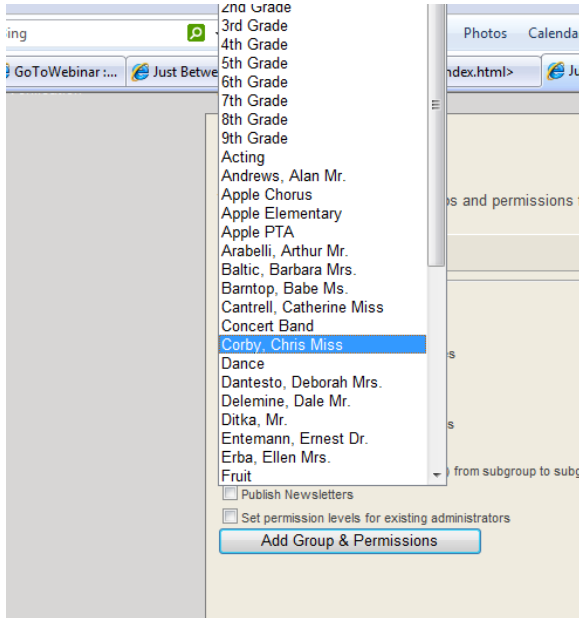 2nd Grade
ing
3rd Grade
Photos Calenda
4th Grade
GoToWebinar :...
Just Betwe
5th Grade
ndex.html>
Ju
6th Grade
7th Grade
8th Grade
9th Grade
Acting
Andrews, Alan Mr.
Apple Chorus
s and permissions
Apple Elementary
Apple PTA
Arabelli, Arthur Mr.
Baltic, Barbara Mrs.
Barntop, Babe Ms.
Cantrell, Catherine Miss
Concert Band
Corby, Chris Miss
s
Dance
Dantesto, Deborah Mrs.
Delemine, Dale Mr.
Ditka, Mr.
s
Entemann, Ernest Dr.
Erba, Ellen Mrs.
Fruit
) from subgroup to subg
Publish Newsletters
Set permission levels for existing administrators
Add Group & Permissions